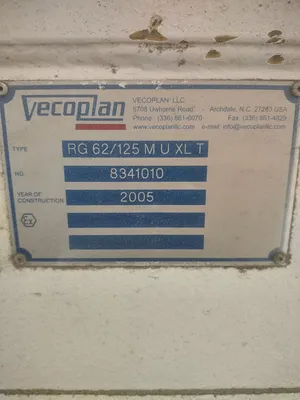 vecoplan
VECOPLAN LLC
5708 Uwharrie Road Archdale, N.C. 27263 USA
Phone (336) 861-6070 Fax (336) 861-4329
www.vecoplanllc.com e-mail info@vecoplanllc.com
TYPE RG 62/125 M U XL T
NO. 8341010
YEAR OF CONSTRUCTION 2005
Ex